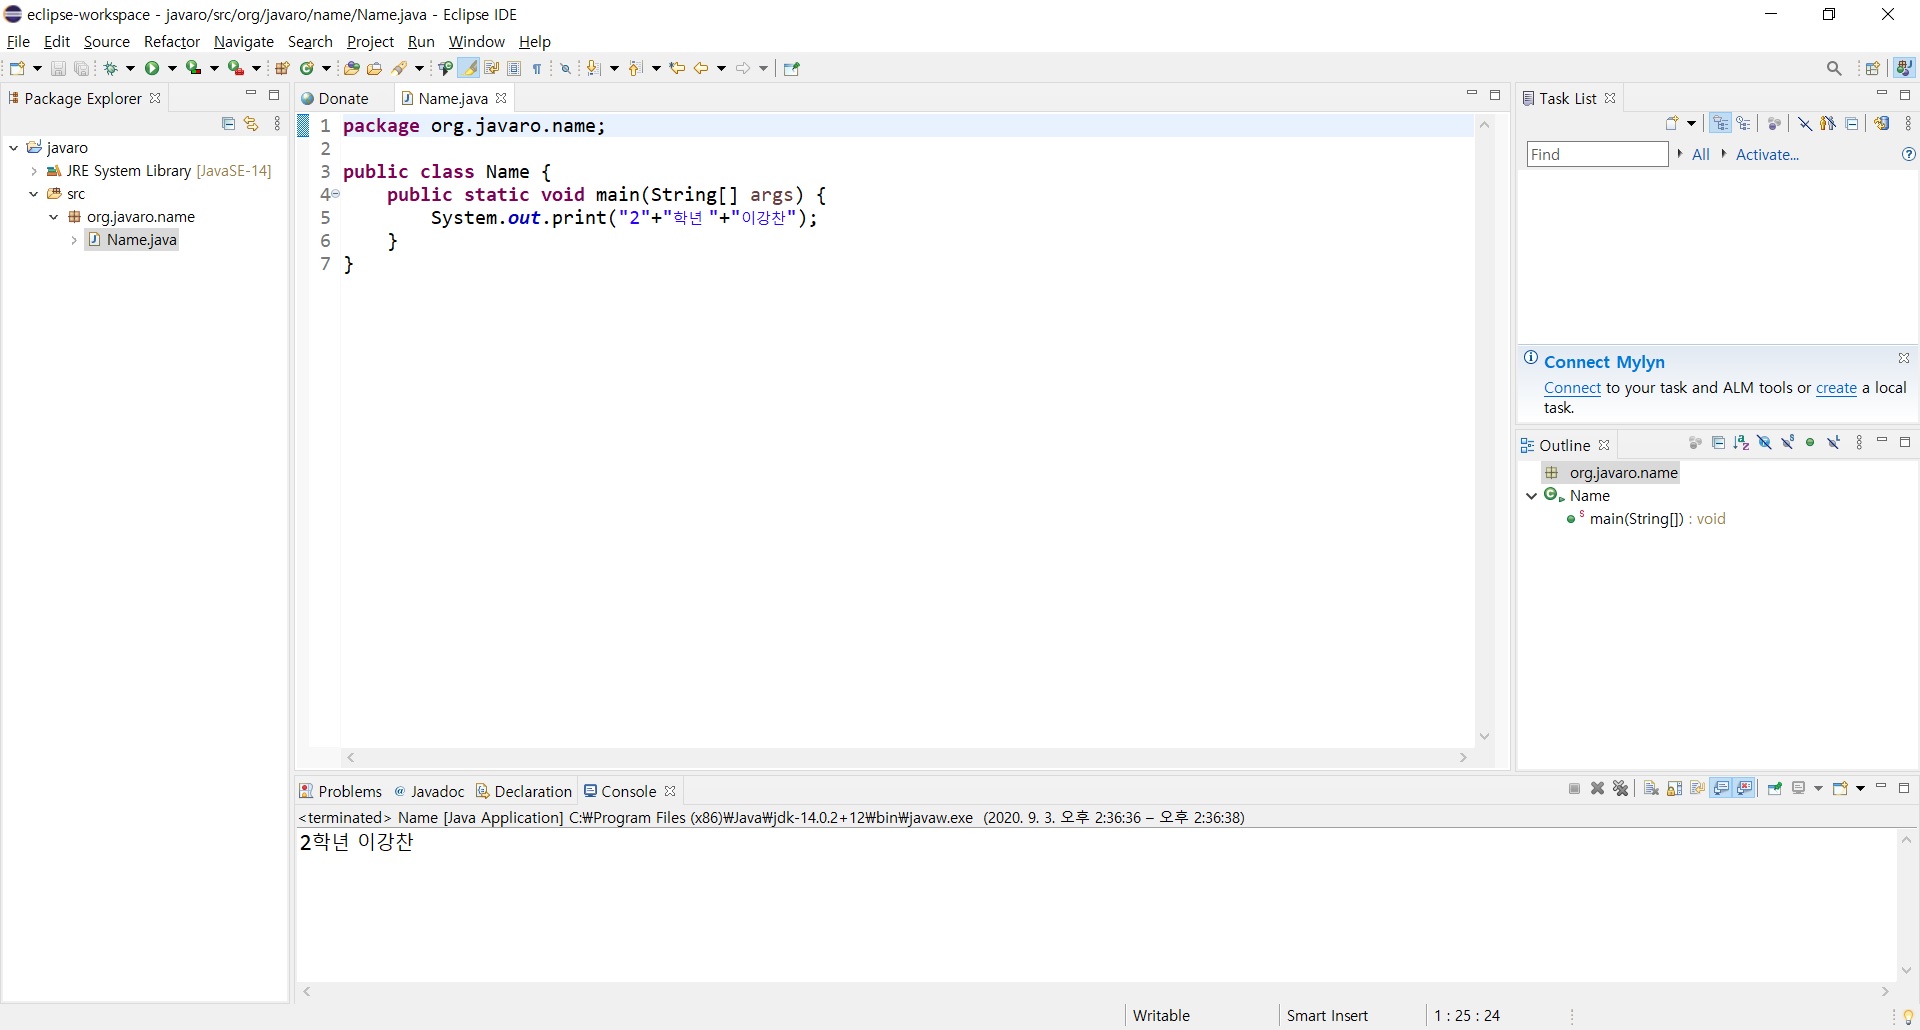 eclipse-workspace - javaro/src/org/javaro/name/Name.java - Eclipse IDE
File Edit Source Refactor Navigate Search Project Run Window Help
Package Explorer
javaro
JRE System Library [JavaSE-14]
src
org.javaro.name
Name.java
Donate Name.java
1 package org.javaro.name;
2
3 public class Name {
4 public static void main(String[] args) {
5 System.out.print("2"+"학년 "+"이강찬");
6 }
7 }
Task List
Find All Activate...
Connect Mylyn
Connect to your task and ALM tools or create a local
task.
Outline
org.javaro.name
Name
main(String[]) : void
Problems Javadoc Declaration Console
<terminated> Name [Java Application] C:₩Program Files (x86)₩Java₩jdk-14.0.2+12₩bin₩javaw.exe (2020. 9. 3. 오후 2:36:36 – 오후 2:36:38)
2학년 이강찬
Writable Smart Insert 1 : 25 : 24